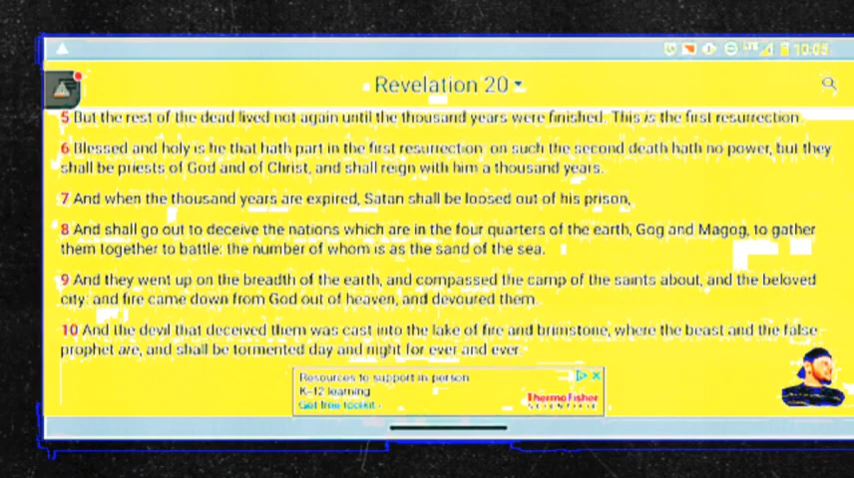 LTE 10:05
Revelation 20
5 But the rest of the dead lived not again until the thousand years were finished. This is the first resurrection.
6 Blessed and holy is he that hath part in the first resurrection: on such the second death hath no power, but they
shall be priests of God and of Christ, and shall reign with him a thousand years.
7 And when the thousand years are expired, Satan shall be loosed out of his prison,
8 And shall go out to deceive the nations which are in the four quarters of the earth, Gog and Magog, to gather
them together to battle: the number of whom is as the sand of the sea.
9 And they went up on the breadth of the earth, and compassed the camp of the saints about, and the beloved
city: and fire came down from God out of heaven, and devoured them.
10 And the devil that deceived them was cast into the lake of fire and brimstone, where the beast and the false
prophet are, and shall be tormented day and night for ever and ever.
Resources to support in person
K-12 learning
Get free toolkit ›
ThermoFisher
SCIENTIFIC